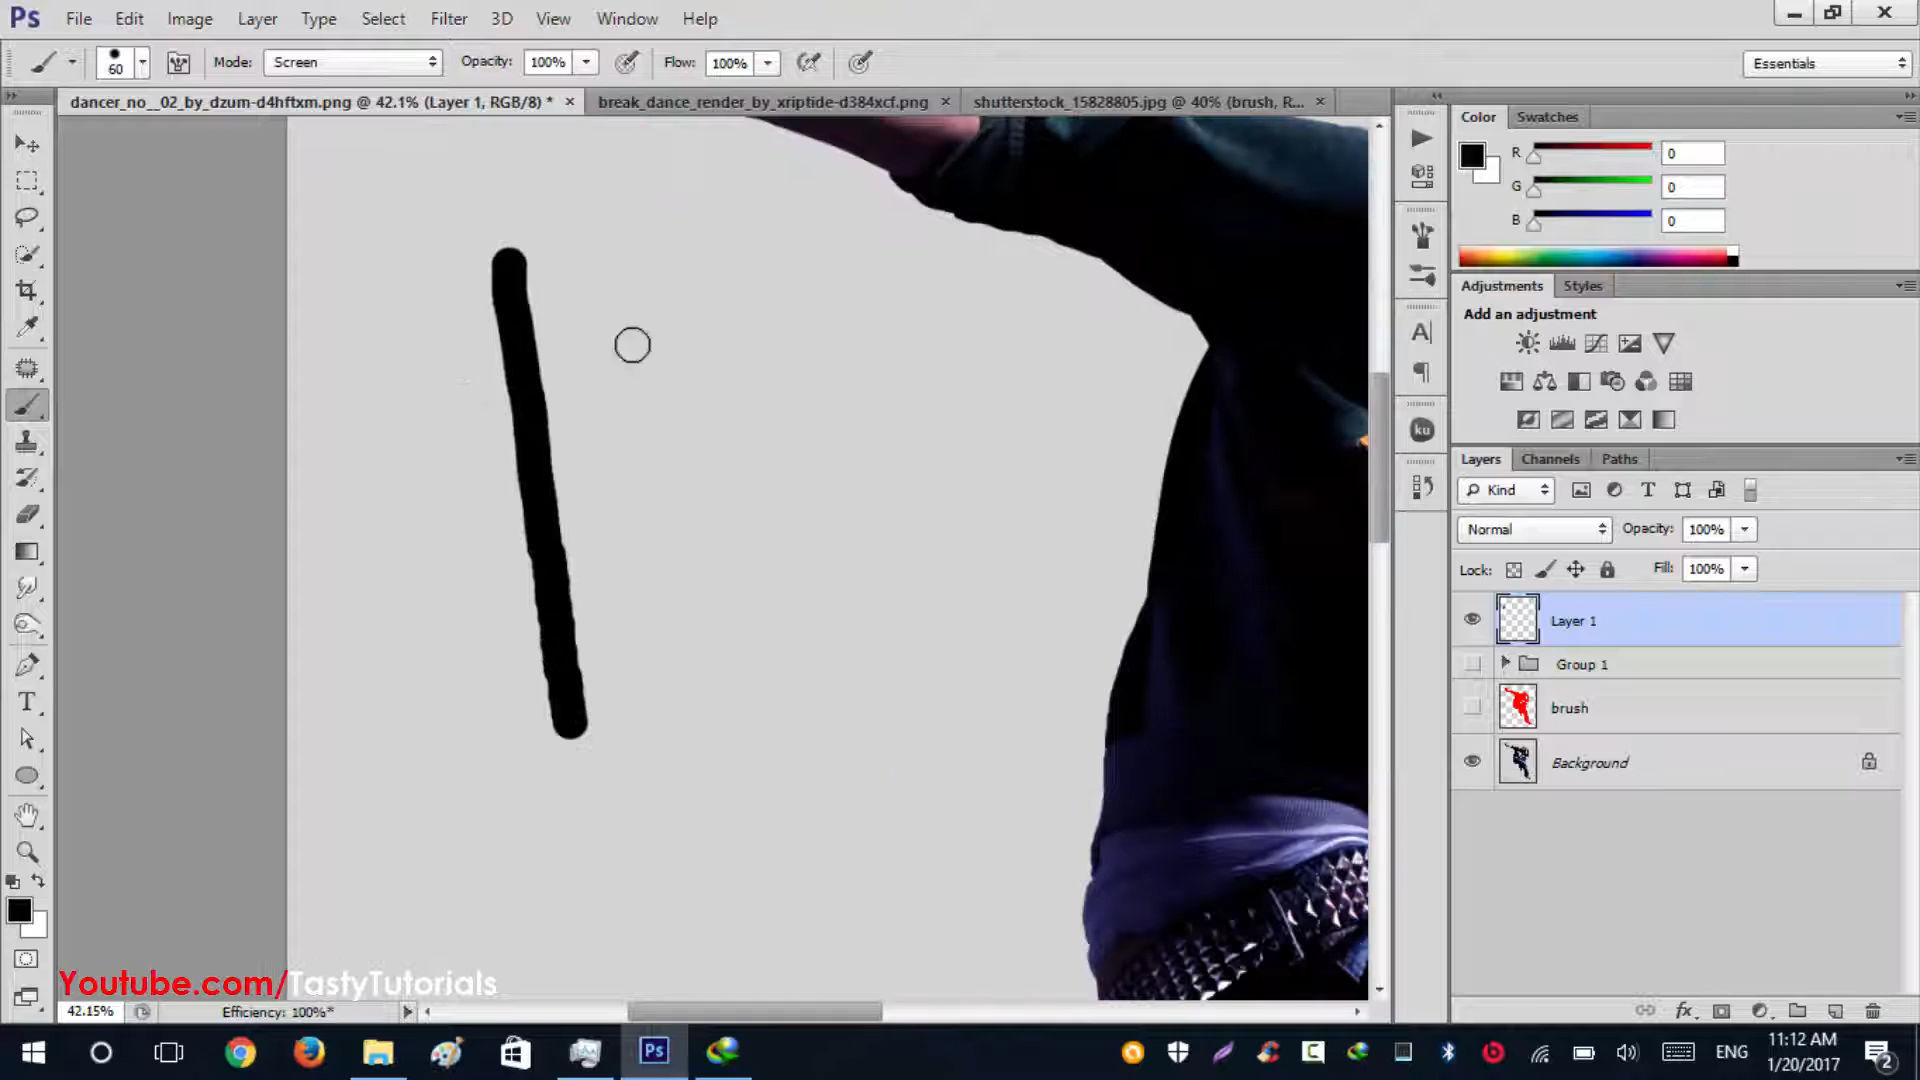 Ps File Edit Image Layer Type Select Filter 3D View Window Help
60 Mode: Screen Opacity: 100% Flow: 100% Essentials
dancer_no__02_by_dzum-d4hftxm.png @ 42.1% (Layer 1, RGB/8) * × break_dance_render_by_xriptide-d384xcf.png × shutterstock_15828805.jpg @ 40% (brush, R... ×
Color Swatches
R 0
G 0
B 0
Adjustments Styles
Add an adjustment
A
ku
Layers Channels Paths
Kind T
Normal Opacity: 100%
Lock: Fill: 100%
Layer 1
Group 1
brush
Background
T
Youtube.com/TastyTutorials
42.15% Efficiency: 100%*
fx
Ps
C
ENG
11:12 AM
1/20/2017
2